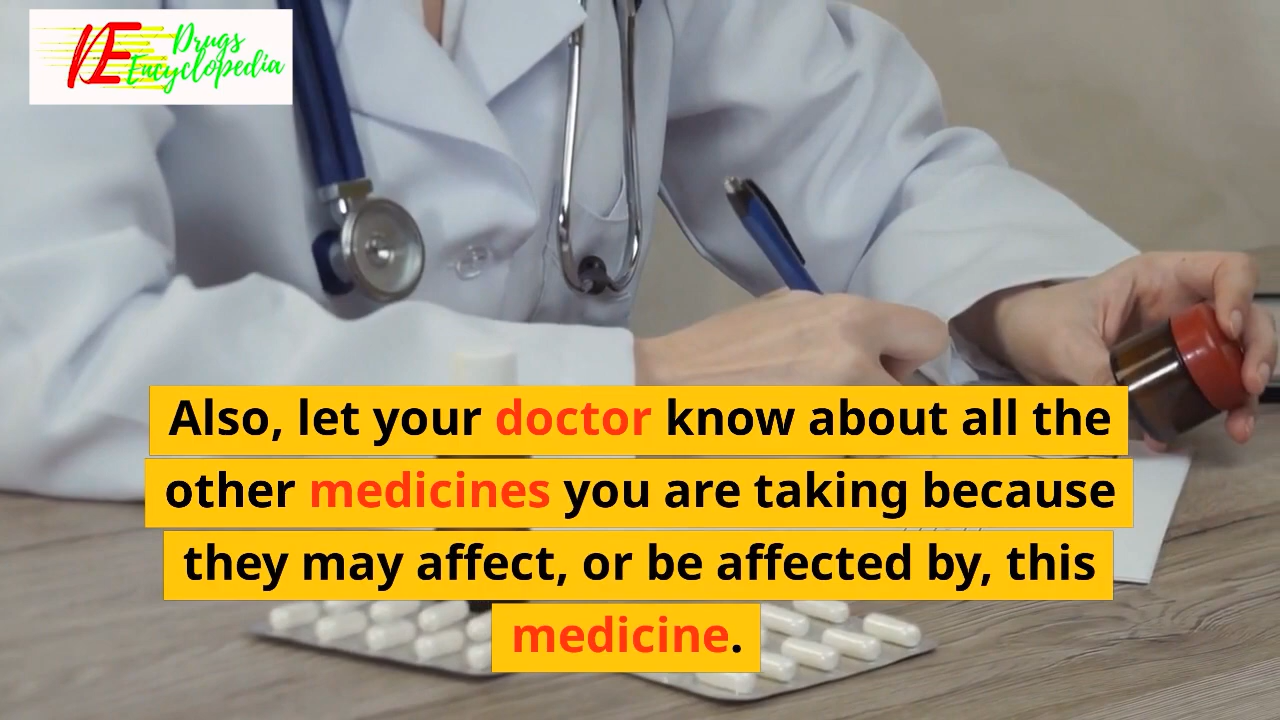 DE Drugs
Encyclopedia
Also, let your doctor know about all the
other medicines you are taking because
they may affect, or be affected by, this
medicine.